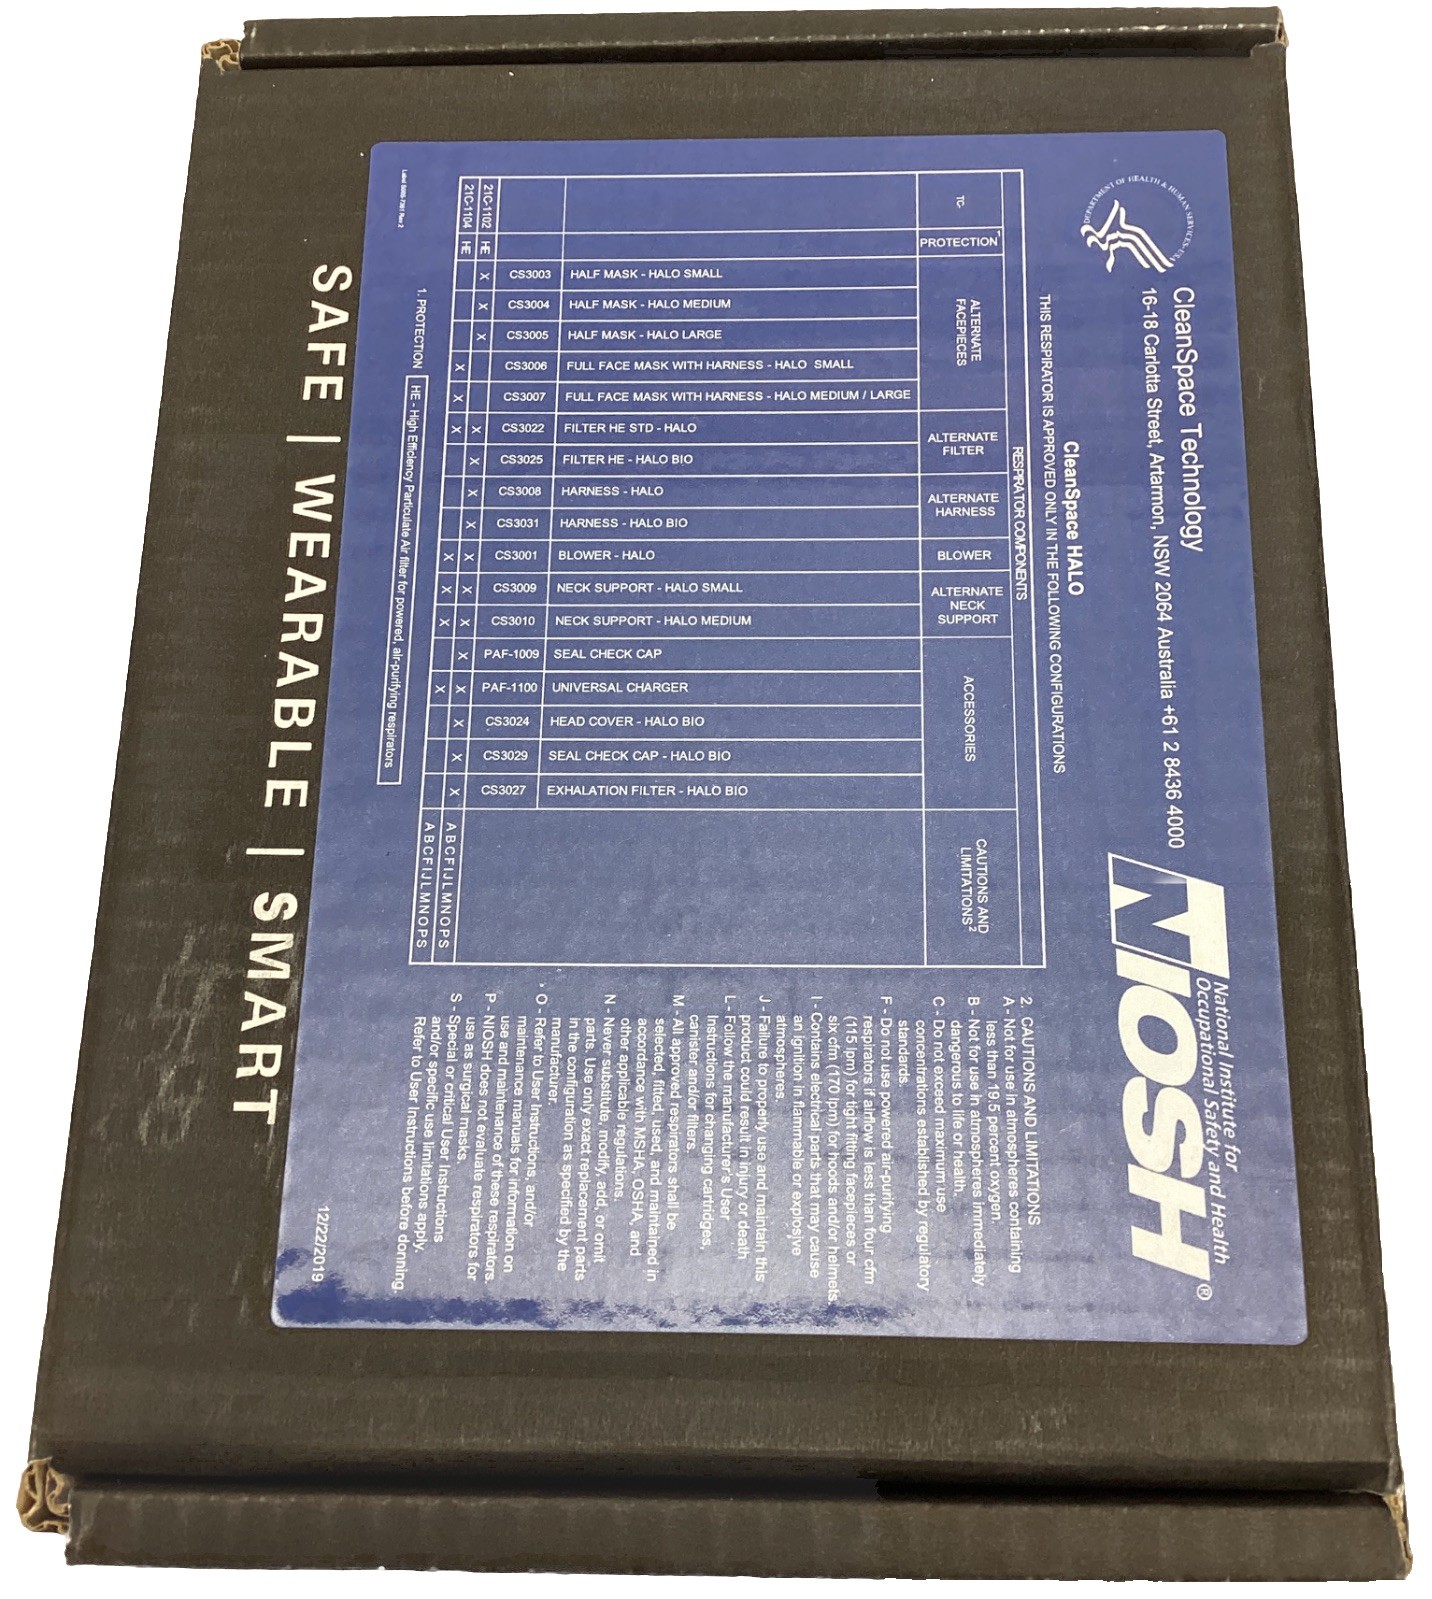 CleanSpace Technology
16-18 Carlotta Street, Artarmon, NSW 2064 Australia +61 2 8436 4000
DEPARTMENT OF HEALTH & HUMAN SERVICES · USA
National Institute for
Occupational Safety and Health
NIOSH®
CleanSpace HALO
THIS RESPIRATOR IS APPROVED ONLY IN THE FOLLOWING CONFIGURATIONS
RESPIRATOR COMPONENTS
TC-
PROTECTION1
ALTERNATE
FACEPIECES
ALTERNATE
FILTER
ALTERNATE
HARNESS
BLOWER
ALTERNATE
NECK
SUPPORT
ACCESSORIES
CAUTIONS AND
LIMITATIONS2
HALF MASK - HALO SMALL
HALF MASK - HALO MEDIUM
HALF MASK - HALO LARGE
FULL FACE MASK WITH HARNESS - HALO SMALL
FULL FACE MASK WITH HARNESS - HALO MEDIUM / LARGE
FILTER HE STD - HALO
FILTER HE - HALO BIO
HARNESS - HALO
HARNESS - HALO BIO
BLOWER - HALO
NECK SUPPORT - HALO SMALL
NECK SUPPORT - HALO MEDIUM
SEAL CHECK CAP
UNIVERSAL CHARGER
HEAD COVER - HALO BIO
SEAL CHECK CAP - HALO BIO
EXHALATION FILTER - HALO BIO
CS3003
CS3004
CS3005
CS3006
CS3007
CS3022
CS3025
CS3008
CS3031
CS3001
CS3009
CS3010
PAF-1009
PAF-1100
CS3024
CS3029
CS3027
21C-1102 HE X X X X X X X X X X X X X X X ABCFIJLMNOPS
21C-1104 HE X X X X X X X ABCFIJLMNOPS
1. PROTECTION HE - High Efficiency Particulate Air filter for powered, air-purifying respirators
2. CAUTIONS AND LIMITATIONS
A - Not for use in atmospheres containing
less than 19.5 percent oxygen.
B - Not for use in atmospheres immediately
dangerous to life or health.
C - Do not exceed maximum use
concentrations established by regulatory
standards.
F - Do not use powered air-purifying
respirators if airflow is less than four cfm
(115 lpm) for tight fitting facepieces or
six cfm (170 lpm) for hoods and/or helmets.
I - Contains electrical parts that may cause
an ignition in flammable or explosive
atmospheres.
J - Failure to properly use and maintain this
product could result in injury or death
L - Follow the manufacturer's User
Instructions for changing cartridges,
canister and/or filters.
M - All approved respirators shall be
selected, fitted, used, and maintained in
accordance with MSHA, OSHA, and
other applicable regulations.
N - Never substitute, modify, add, or omit
parts. Use only exact replacement parts
in the configuration as specified by the
manufacturer.
O - Refer to User Instructions, and/or
maintenance manuals for information on
use and maintenance of these respirators.
P - NIOSH does not evaluate respirators for
use as surgical masks.
S - Special or critical User Instructions
and/or specific use limitations apply.
Refer to User Instructions before donning.
12/22/2019
SAFE | WEARABLE | SMART